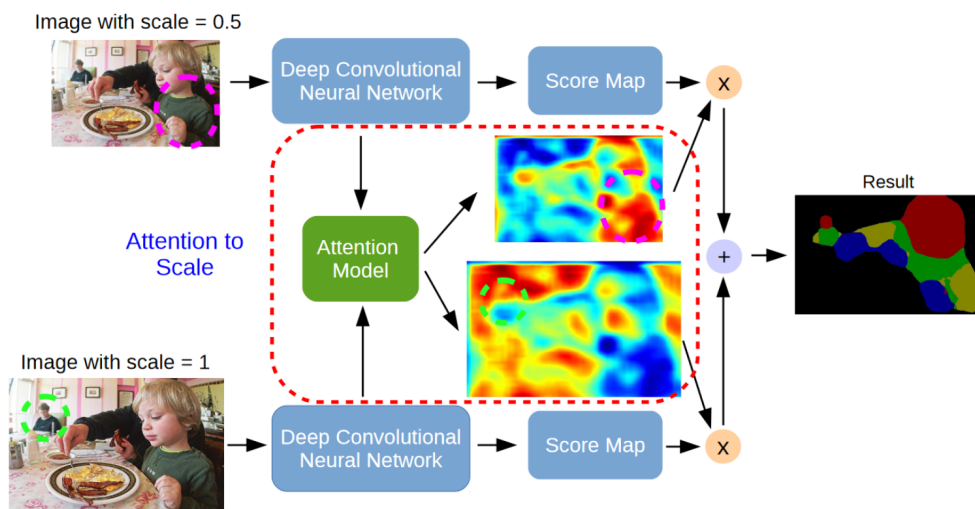 Image with scale = 0.5
Deep Convolutional
Neural Network
Score Map
x
Attention to
Scale
Attention
Model
+
Result
Image with scale = 1
Deep Convolutional
Neural Network
Score Map
x